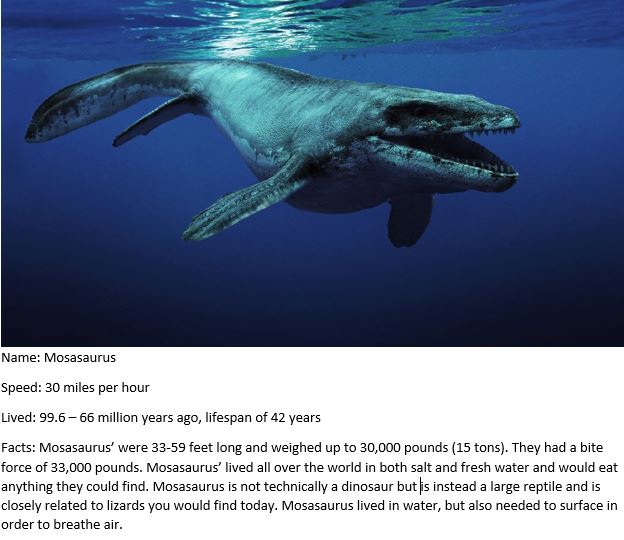 Name: Mosasaurus
Speed: 30 miles per hour
Lived: 99.6 – 66 million years ago, lifespan of 42 years
Facts: Mosasaurus’ were 33-59 feet long and weighed up to 30,000 pounds (15 tons). They had a bite
force of 33,000 pounds. Mosasaurus’ lived all over the world in both salt and fresh water and would eat
anything they could find. Mosasaurus is not technically a dinosaur but is instead a large reptile and is
closely related to lizards you would find today. Mosasaurus lived in water, but also needed to surface in
order to breathe air.